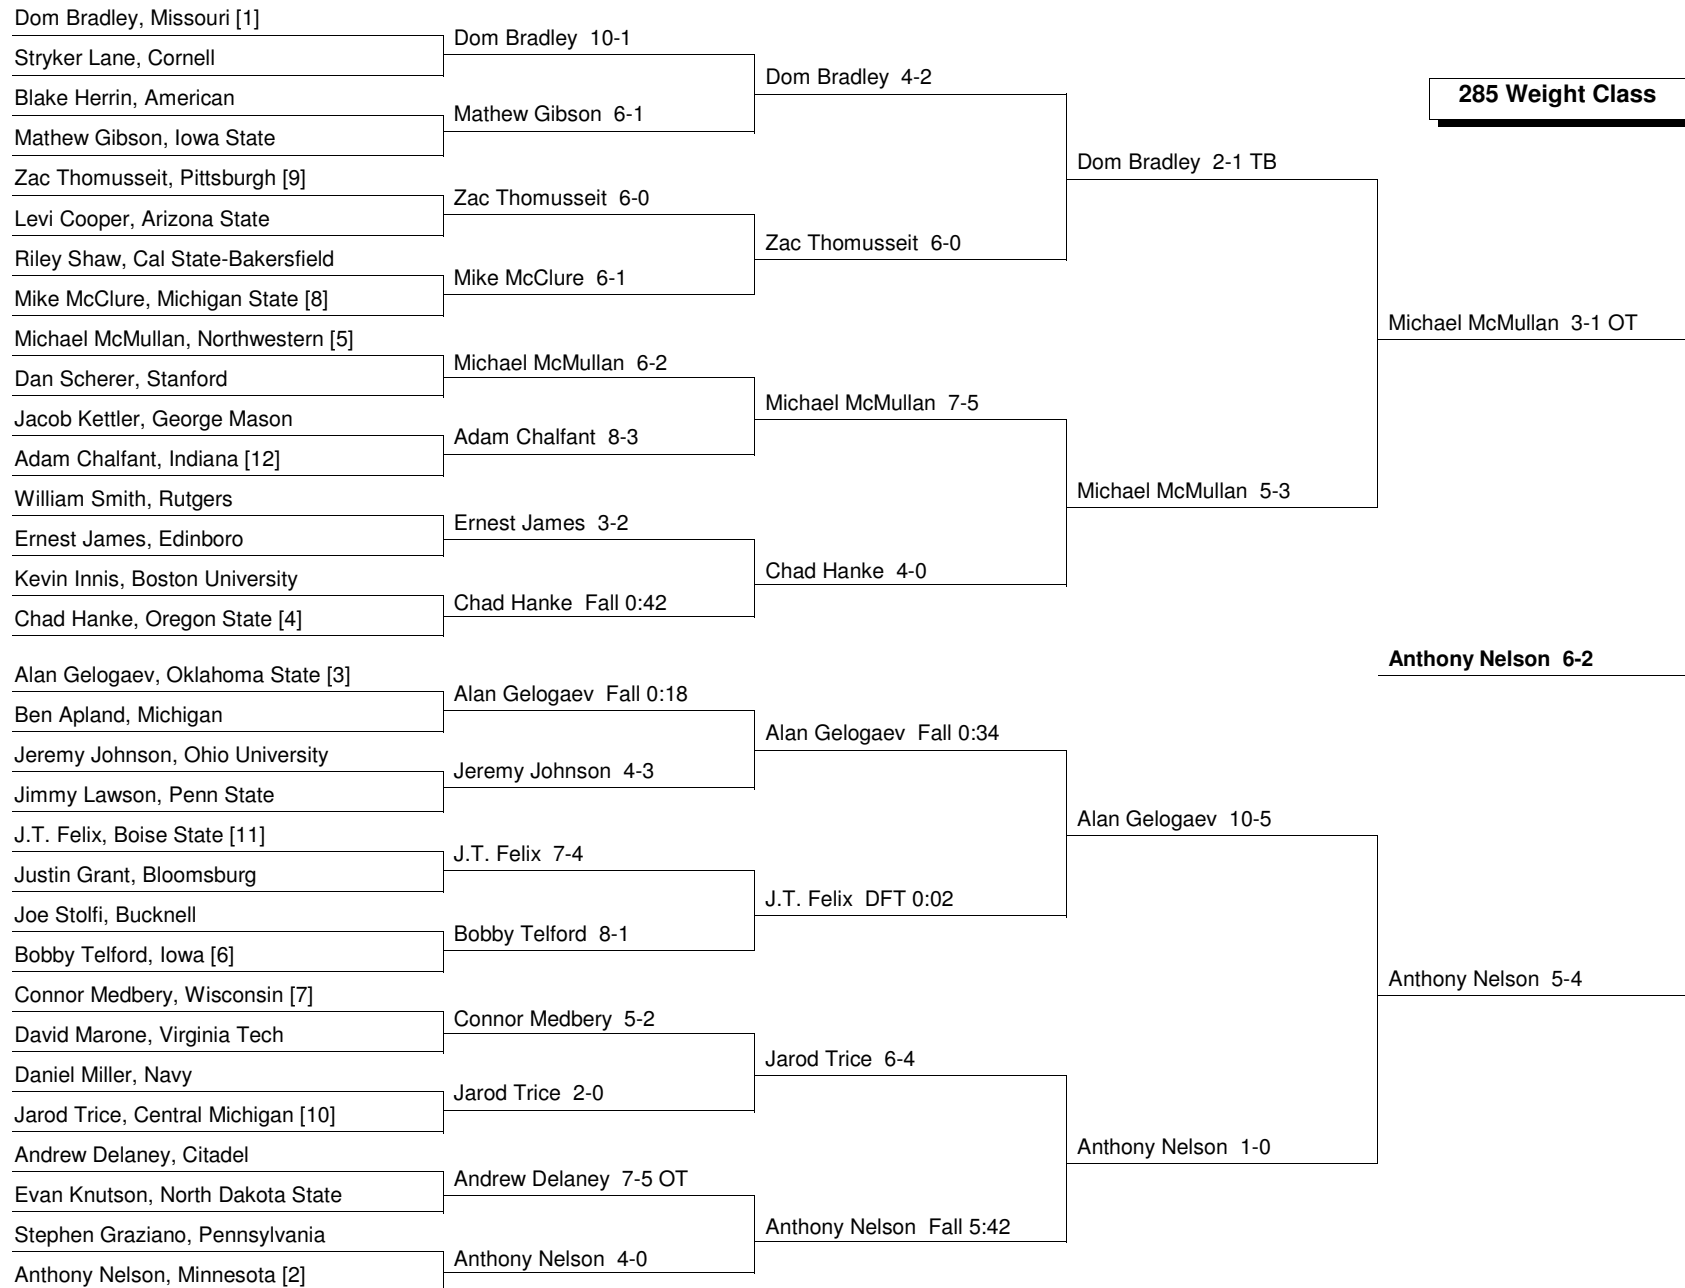 Dom Bradley, Missouri [1]
Stryker Lane, Cornell
Blake Herrin, American
Mathew Gibson, Iowa State
Zac Thomusseit, Pittsburgh [9]
Levi Cooper, Arizona State
Riley Shaw, Cal State-Bakersfield
Mike McClure, Michigan State [8]
Michael McMullan, Northwestern [5]
Dan Scherer, Stanford
Jacob Kettler, George Mason
Adam Chalfant, Indiana [12]
William Smith, Rutgers
Ernest James, Edinboro
Kevin Innis, Boston University
Chad Hanke, Oregon State [4]
Alan Gelogaev, Oklahoma State [3]
Ben Apland, Michigan
Jeremy Johnson, Ohio University
Jimmy Lawson, Penn State
J.T. Felix, Boise State [11]
Justin Grant, Bloomsburg
Joe Stolfi, Bucknell
Bobby Telford, Iowa [6]
Connor Medbery, Wisconsin [7]
David Marone, Virginia Tech
Daniel Miller, Navy
Jarod Trice, Central Michigan [10]
Andrew Delaney, Citadel
Evan Knutson, North Dakota State
Stephen Graziano, Pennsylvania
Anthony Nelson, Minnesota [2]
Dom Bradley 10-1
Mathew Gibson 6-1
Zac Thomusseit 6-0
Mike McClure 6-1
Michael McMullan 6-2
Adam Chalfant 8-3
Ernest James 3-2
Chad Hanke Fall 0:42
Alan Gelogaev Fall 0:18
Jeremy Johnson 4-3
J.T. Felix 7-4
Bobby Telford 8-1
Connor Medbery 5-2
Jarod Trice 2-0
Andrew Delaney 7-5 OT
Anthony Nelson 4-0
Dom Bradley 4-2
Zac Thomusseit 6-0
Michael McMullan 7-5
Chad Hanke 4-0
Alan Gelogaev Fall 0:34
J.T. Felix DFT 0:02
Jarod Trice 6-4
Anthony Nelson Fall 5:42
Dom Bradley 2-1 TB
Michael McMullan 5-3
Alan Gelogaev 10-5
Anthony Nelson 1-0
285 Weight Class
Michael McMullan 3-1 OT
Anthony Nelson 6-2
Anthony Nelson 5-4